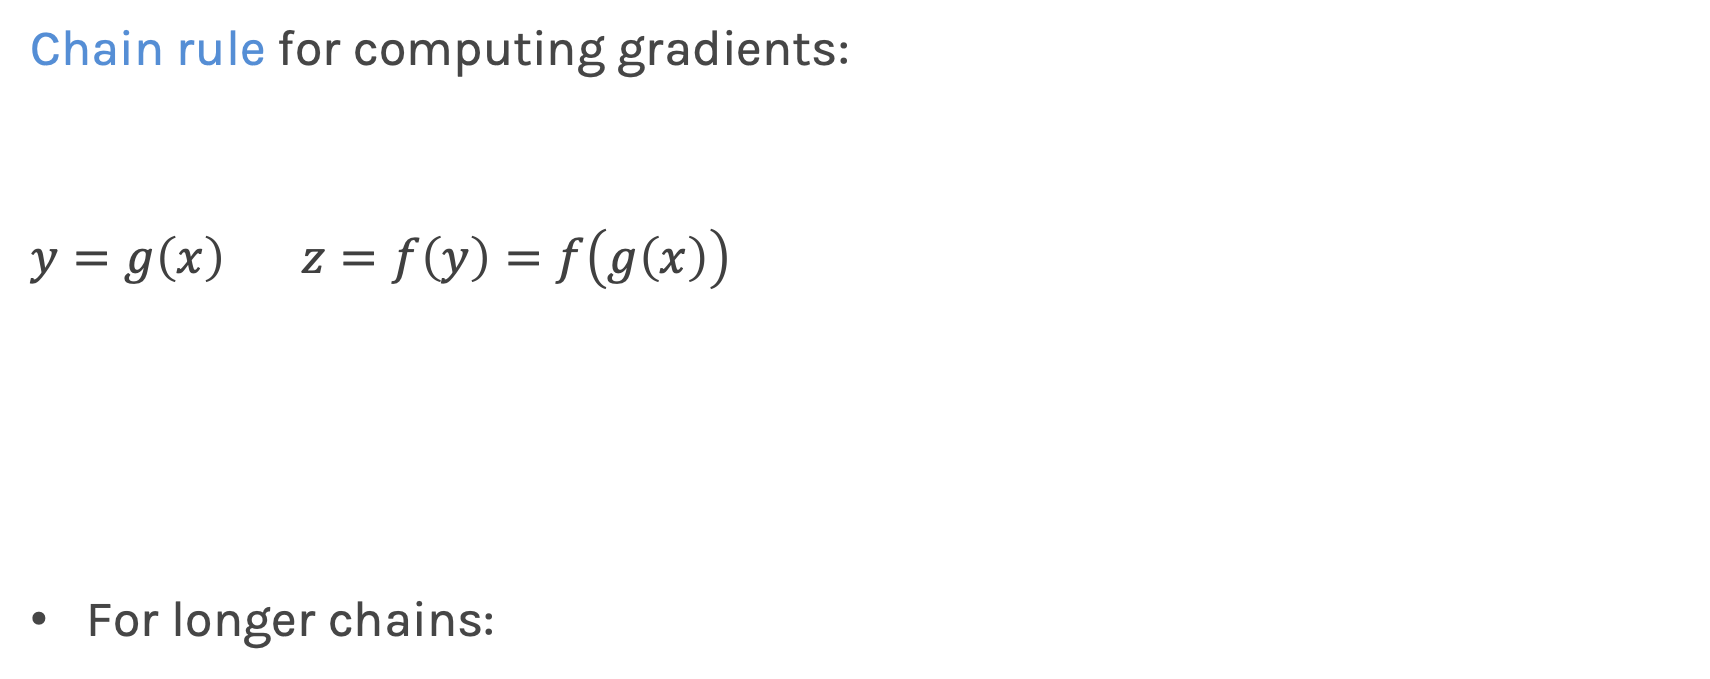 Chain rule for computing gradients:
y = g(x)    z = f(y) = f(g(x))
• For longer chains: